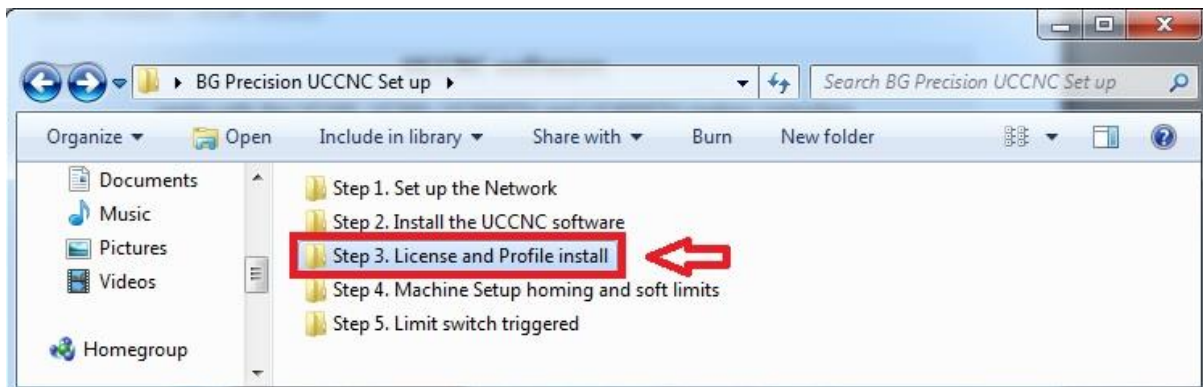 BG Precision UCCNC Set up
Search BG Precision UCCNC Set up
Organize Open Include in library Share with Burn New folder
Documents
Music
Pictures
Videos
Homegroup
Step 1. Set up the Network
Step 2. Install the UCCNC software
Step 3. License and Profile install
Step 4. Machine Setup homing and soft limits
Step 5. Limit switch triggered